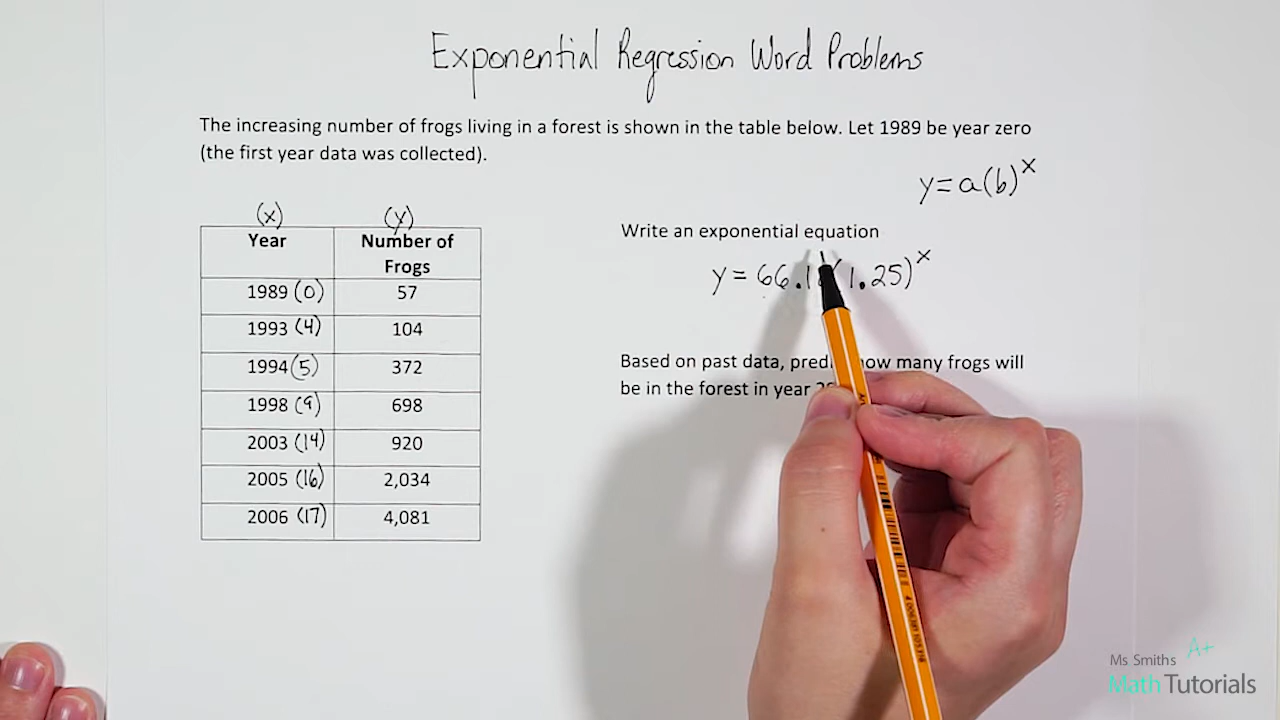 Exponential Regression Word Problems
The increasing number of frogs living in a forest is shown in the table below. Let 1989 be year zero
(the first year data was collected).
y=a(b)^x
(x) (y)
Year Number of Frogs
1989 (0) 57
1993 (4) 104
1994 (5) 372
1998 (9) 698
2003 (14) 920
2005 (16) 2,034
2006 (17) 4,081
Write an exponential equation
y = 66.1 (1.25)^x
Based on past data, how many frogs will
be in the forest in year
Ms Smiths A+
Math Tutorials